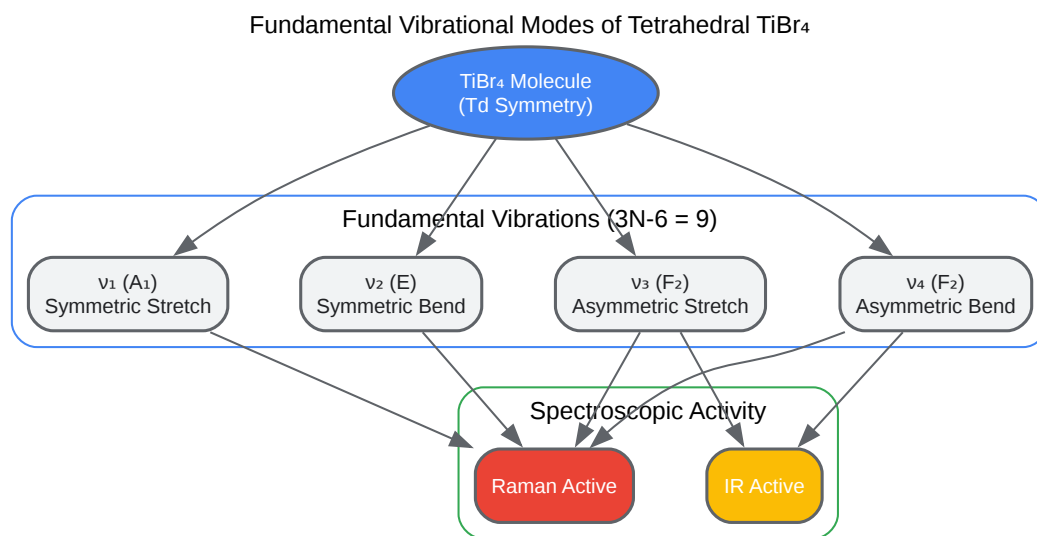 Fundamental Vibrational Modes of Tetrahedral TiBr₄
TiBr₄ Molecule
(Td Symmetry)
Fundamental Vibrations (3N-6 = 9)
ν₁ (A₁)
Symmetric Stretch
ν₂ (E)
Symmetric Bend
ν₃ (F₂)
Asymmetric Stretch
ν₄ (F₂)
Asymmetric Bend
Spectroscopic Activity
Raman Active
IR Active